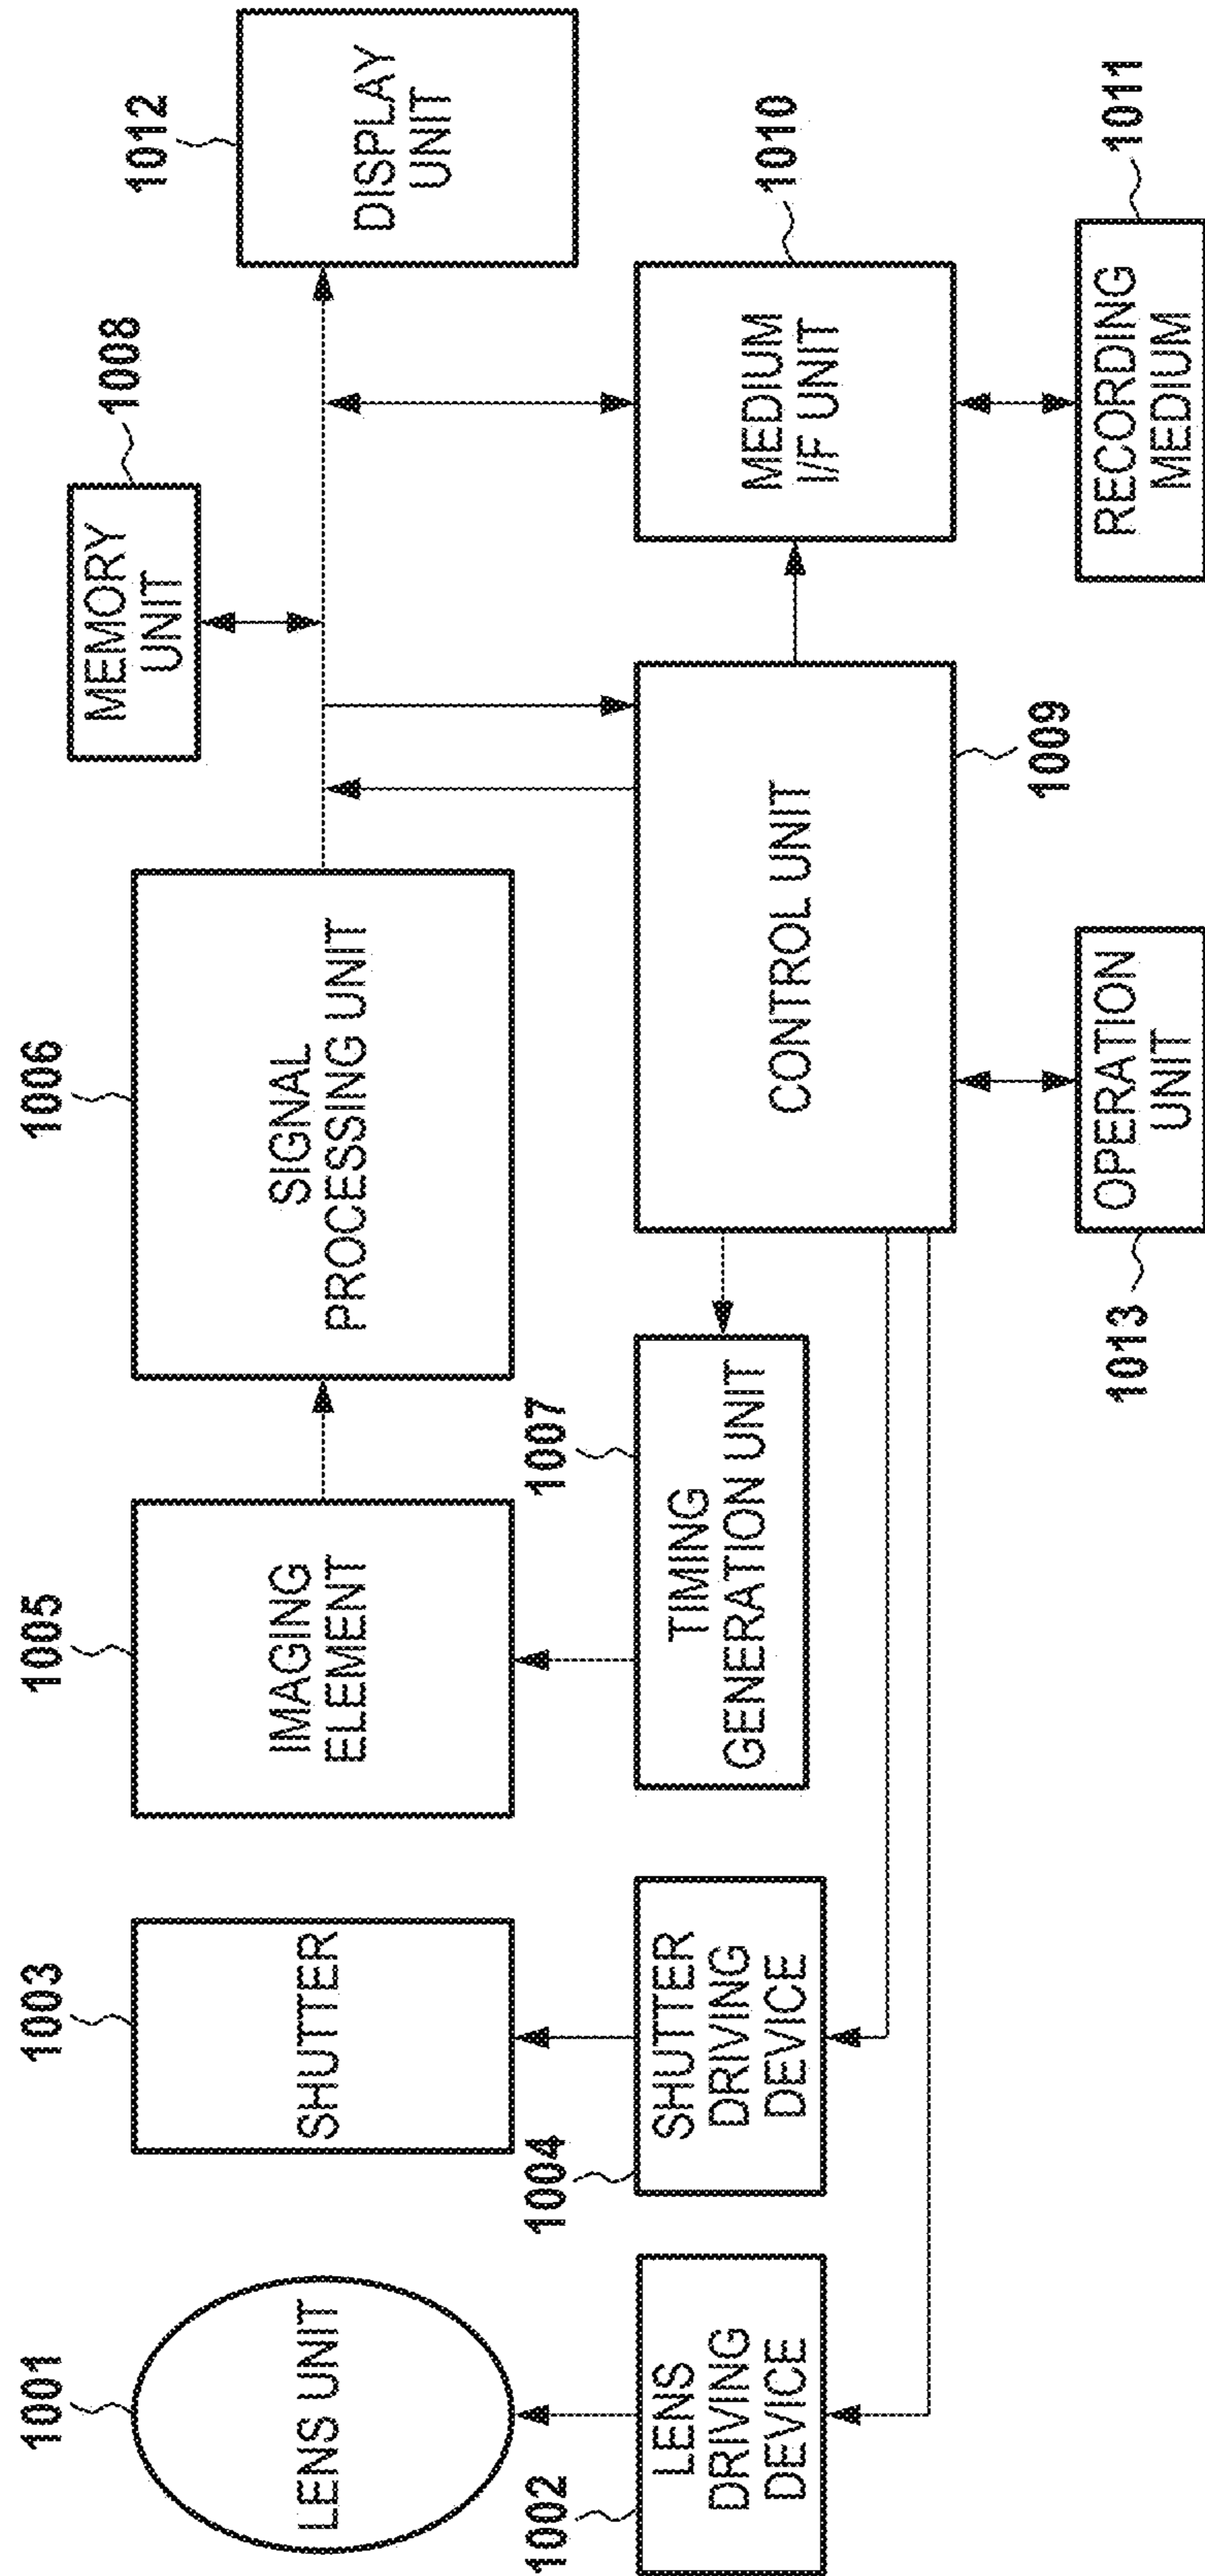 1001
LENS UNIT
1002
LENS
DRIVING
DEVICE
1003
SHUTTER
1004
SHUTTER
DRIVING
DEVICE
1005
IMAGING
ELEMENT
1007
TIMING
GENERATION UNIT
1006
SIGNAL
PROCESSING UNIT
CONTROL UNIT
1009
1013
OPERATION
UNIT
1008
MEMORY
UNIT
1012
DISPLAY
UNIT
1010
MEDIUM
I/F UNIT
1011
RECORDING
MEDIUM